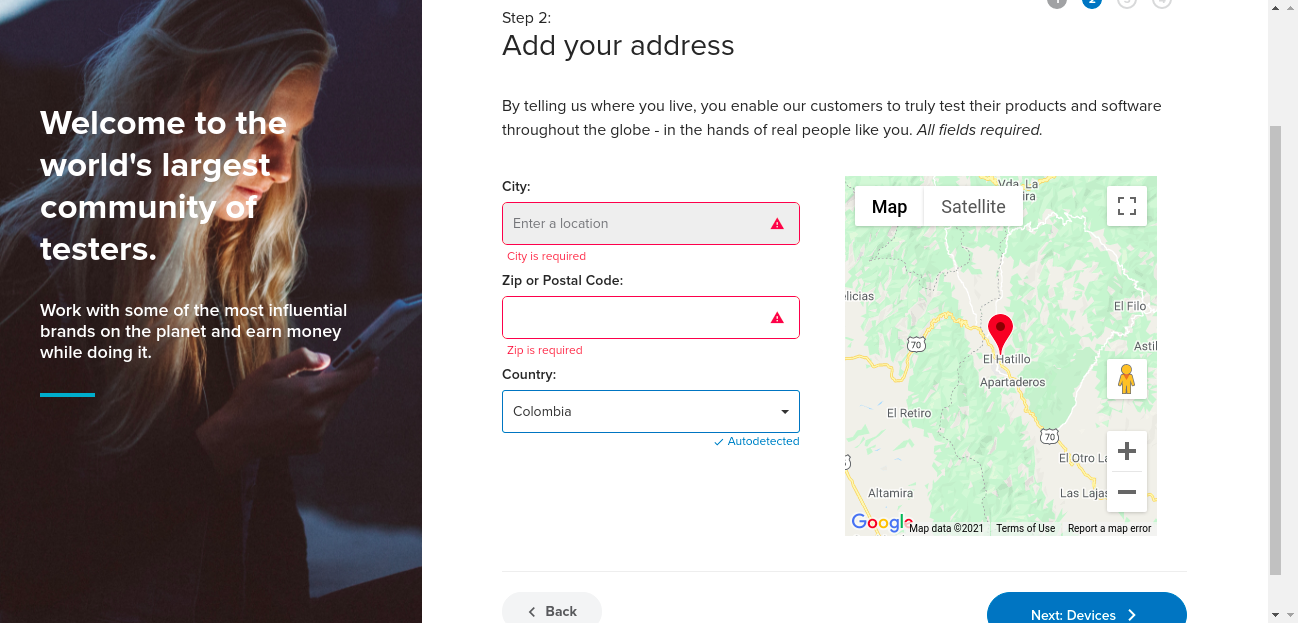 Welcome to the
world's largest
community of
testers.
Work with some of the most influential
brands on the planet and earn money
while doing it.
Step 2:
Add your address
By telling us where you live, you enable our customers to truly test their products and software
throughout the globe - in the hands of real people like you. All fields required.
City:
Enter a location
City is required
Zip or Postal Code:
Zip is required
Country:
Colombia
Autodetected
Map
Satellite
Vda. La
ira
elicias
El Filo
70
Astil
El Hatillo
Apartaderos
El Retiro
70
El Otro La
Altamira
Las Lajas
Google
Map data ©2021
Terms of Use
Report a map error
Back
Next: Devices